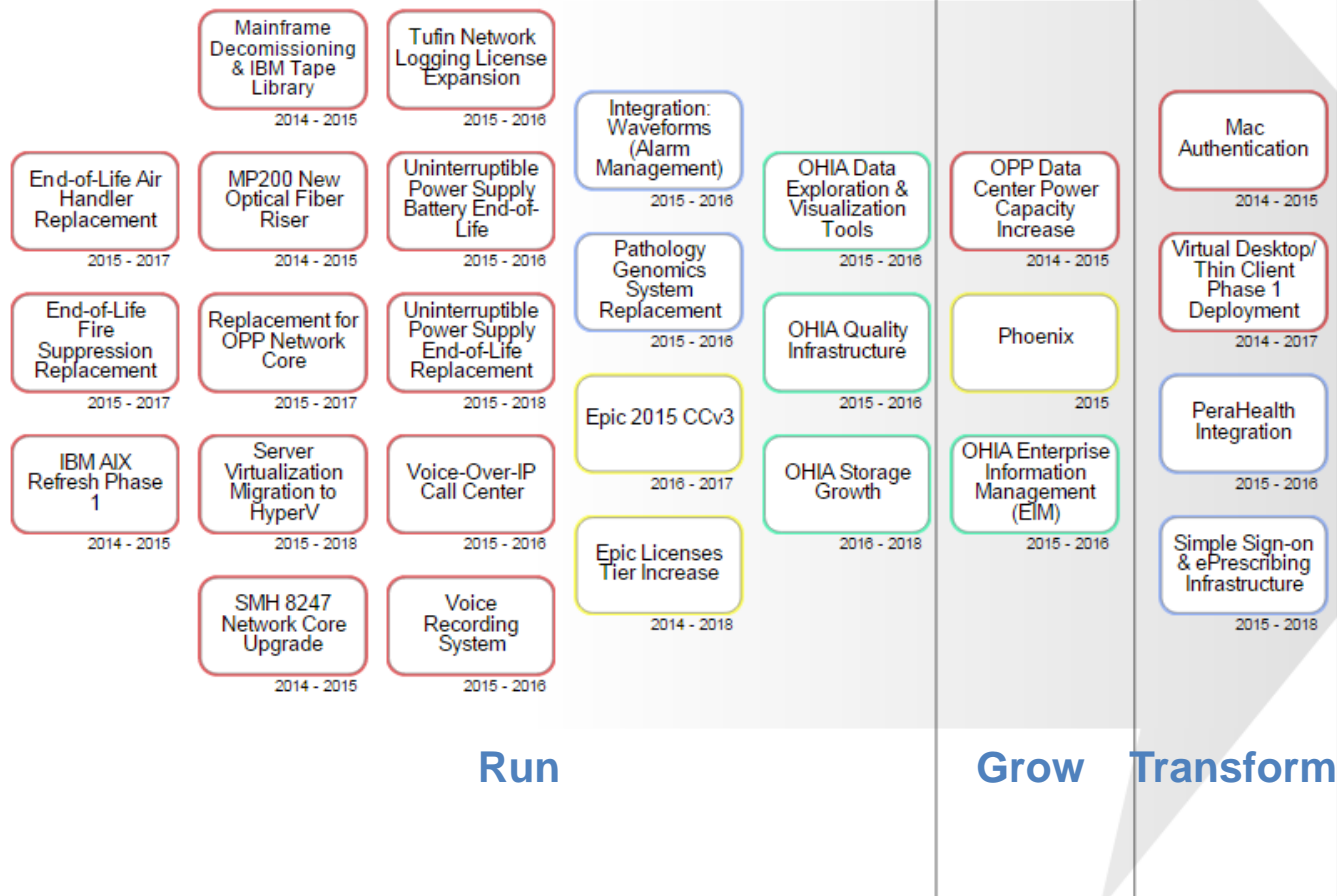 Mainframe
Decomissioning
& IBM Tape
Library
2014 - 2015
Tufin Network
Logging License
Expansion
2015 - 2016
End-of-Life Air
Handler
Replacement
2015 - 2017
MP200 New
Optical Fiber
Riser
2014 - 2015
Uninterruptible
Power Supply
Battery End-of-
Life
2015 - 2016
End-of-Life
Fire
Suppression
Replacement
2015 - 2017
Replacement for
OPP Network
Core
2015 - 2017
Uninterruptible
Power Supply
End-of-Life
Replacement
2015 - 2018
IBM AIX
Refresh Phase
1
2014 - 2015
Server
Virtualization
Migration to
HyperV
2015 - 2018
Voice-Over-IP
Call Center
2015 - 2016
SMH 8247
Network Core
Upgrade
2014 - 2015
Voice
Recording
System
2015 - 2016
Integration:
Waveforms
(Alarm
Management)
2015 - 2016
Pathology
Genomics
System
Replacement
2015 - 2016
Epic 2015 CCv3
2016 - 2017
Epic Licenses
Tier Increase
2014 - 2018
OHIA Data
Exploration &
Visualization
Tools
2015 - 2016
OHIA Quality
Infrastructure
2015 - 2016
OHIA Storage
Growth
2016 - 2018
OPP Data
Center Power
Capacity
Increase
2014 - 2015
Phoenix
2015
OHIA Enterprise
Information
Management
(EIM)
2015 - 2016
Mac
Authentication
2014 - 2015
Virtual Desktop/
Thin Client
Phase 1
Deployment
2014 - 2017
PeraHealth
Integration
2015 - 2016
Simple Sign-on
& ePrescribing
Infrastructure
2015 - 2018
Run
Grow
Transform